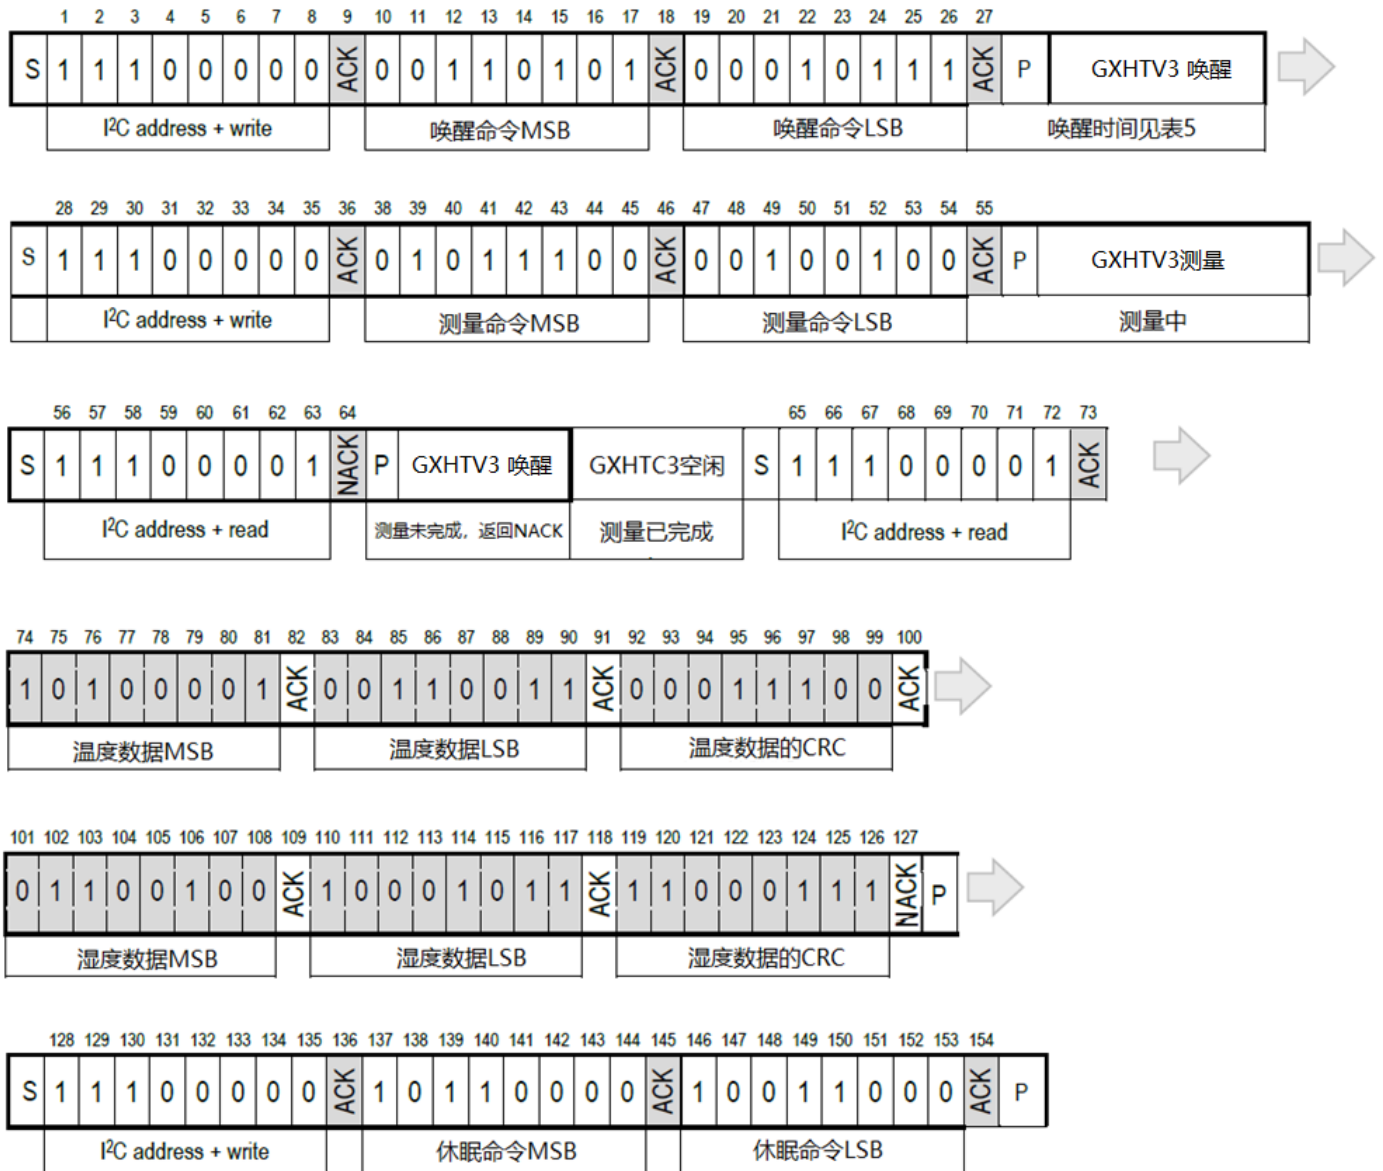 1 2 3 4 5 6 7 8 9 10 11 12 13 14 15 16 17 18 19 20 21 22 23 24 25 26 27
S 1 1 1 0 0 0 0 0 ACK 0 0 1 1 0 1 0 1 ACK 0 0 0 1 0 1 1 1 ACK P GXHTV3 唤醒
I²C address + write 唤醒命令MSB 唤醒命令LSB 唤醒时间见表5
28 29 30 31 32 33 34 35 36 38 39 40 41 42 43 44 45 46 47 48 49 50 51 52 53 54 55
S 1 1 1 0 0 0 0 0 ACK 0 1 0 1 1 1 0 0 ACK 0 0 1 0 0 1 0 0 ACK P GXHTV3测量
I²C address + write 测量命令MSB 测量命令LSB 测量中
56 57 58 59 60 61 62 63 64 65 66 67 68 69 70 71 72 73
S 1 1 1 0 0 0 0 1 NACK P GXHTV3 唤醒 GXHTC3空闲 S 1 1 1 0 0 0 0 1 ACK
I²C address + read 测量未完成，返回NACK 测量已完成 I²C address + read
74 75 76 77 78 79 80 81 82 83 84 85 86 87 88 89 90 91 92 93 94 95 96 97 98 99 100
1 0 1 0 0 0 0 1 ACK 0 0 1 1 0 0 1 1 ACK 0 0 0 1 1 1 0 0 ACK
温度数据MSB 温度数据LSB 温度数据的CRC
101 102 103 104 105 106 107 108 109 110 111 112 113 114 115 116 117 118 119 120 121 122 123 124 125 126 127
0 1 1 0 0 1 0 0 ACK 1 0 0 0 1 0 1 1 ACK 1 1 0 0 0 1 1 1 NACK P
湿度数据MSB 湿度数据LSB 湿度数据的CRC
128 129 130 131 132 133 134 135 136 137 138 139 140 141 142 143 144 145 146 147 148 149 150 151 152 153 154
S 1 1 1 0 0 0 0 0 ACK 1 0 1 1 0 0 0 0 ACK 1 0 0 1 1 0 0 0 ACK P
I²C address + write 休眠命令MSB 休眠命令LSB